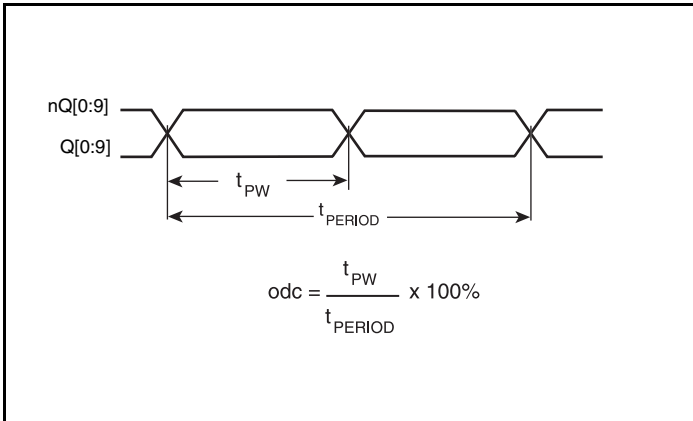 nQ[0:9]
Q[0:9]
tPW
tPERIOD
tPW
odc = x 100%
tPERIOD